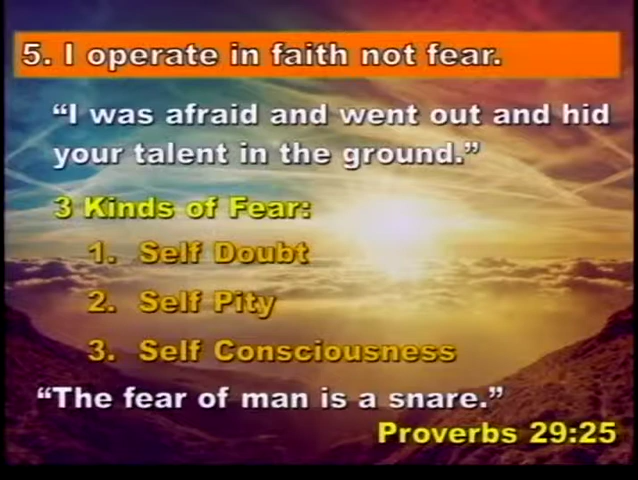 5. I operate in faith not fear.
“I was afraid and went out and hid
your talent in the ground.”
3 Kinds of Fear:
1. Self Doubt
2. Self Pity
3. Self Consciousness
“The fear of man is a snare.”
Proverbs 29:25